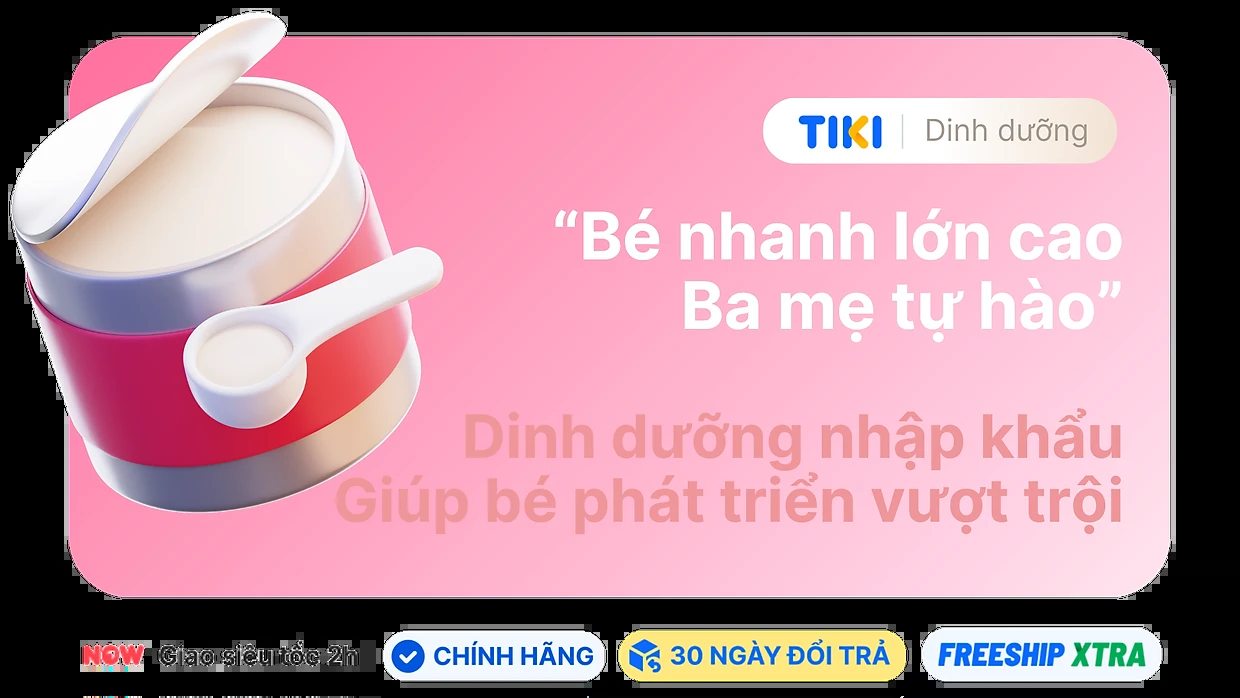 TIKI | Dinh dưỡng
“Bé nhanh lớn cao
Ba mẹ tự hào”
Dinh dưỡng nhập khẩu
Giúp bé phát triển vượt trội
NOW Giao siêu tốc 2h
CHÍNH HÃNG
30 NGÀY ĐỔI TRẢ
FREESHIP XTRA